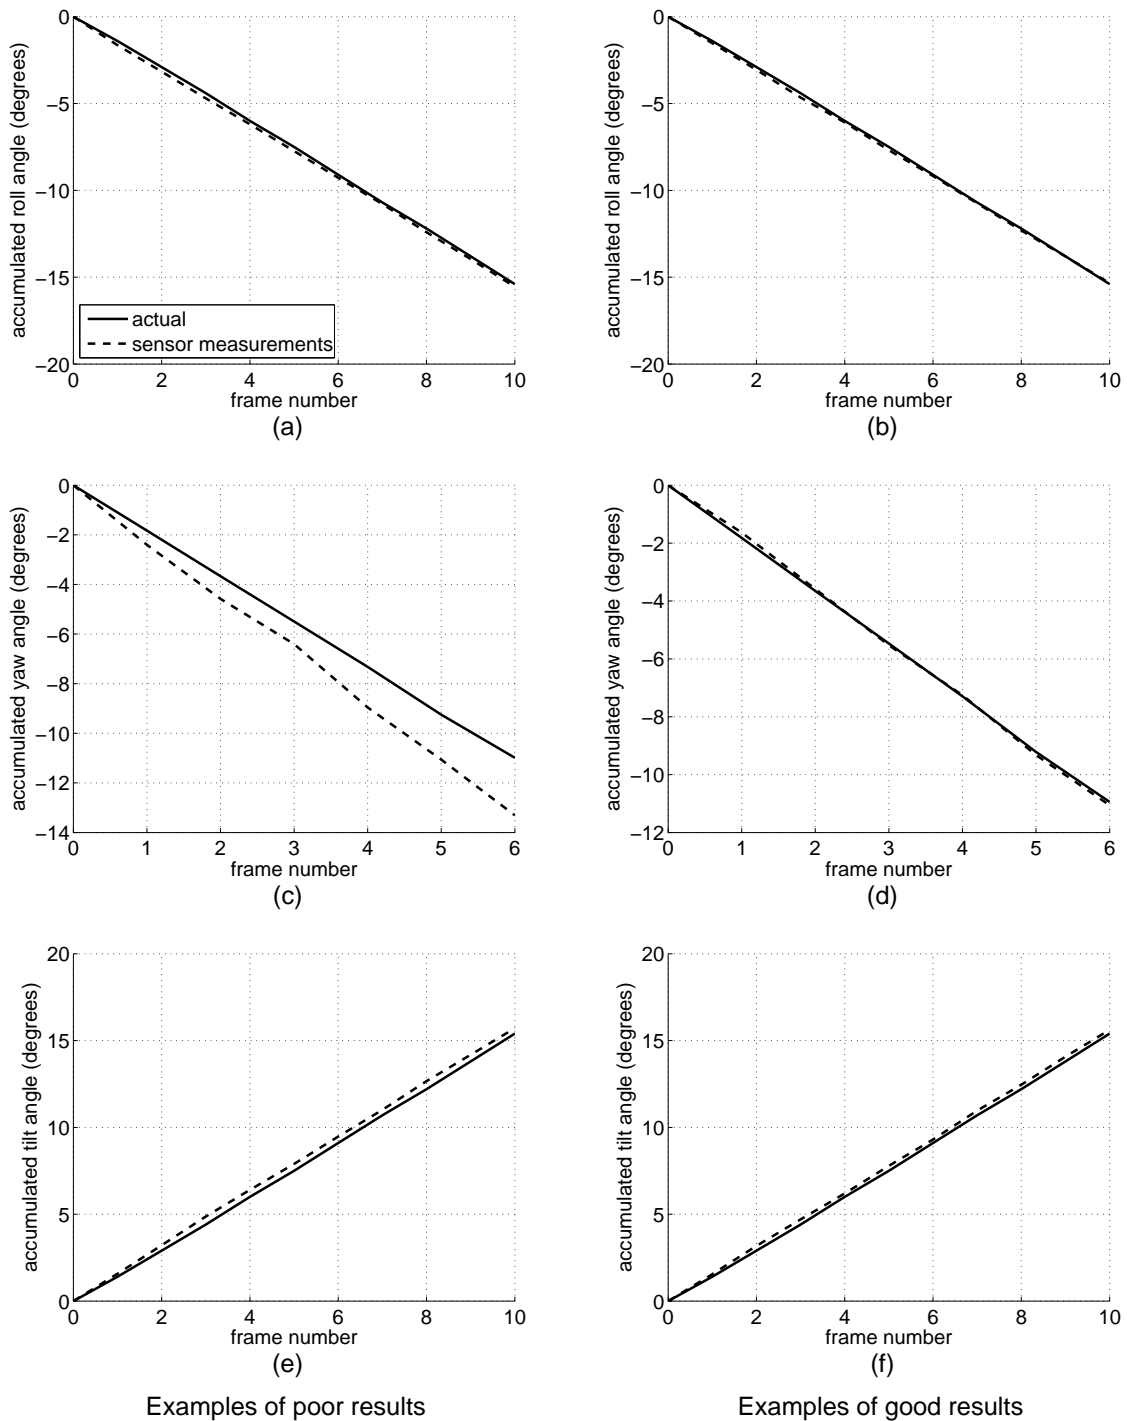 0
−5
−10
−15
−20
accumulated roll angle (degrees)
actual
sensor measurements
0 2 4 6 8 10
frame number
(a)
0
−5
−10
−15
−20
accumulated roll angle (degrees)
0 2 4 6 8 10
frame number
(b)
0
−2
−4
−6
−8
−10
−12
−14
accumulated yaw angle (degrees)
0 1 2 3 4 5 6
frame number
(c)
0
−2
−4
−6
−8
−10
−12
accumulated yaw angle (degrees)
0 1 2 3 4 5 6
frame number
(d)
20
15
10
5
0
accumulated tilt angle (degrees)
0 2 4 6 8 10
frame number
(e)
20
15
10
5
0
accumulated tilt angle (degrees)
0 2 4 6 8 10
frame number
(f)
Examples of poor results
Examples of good results